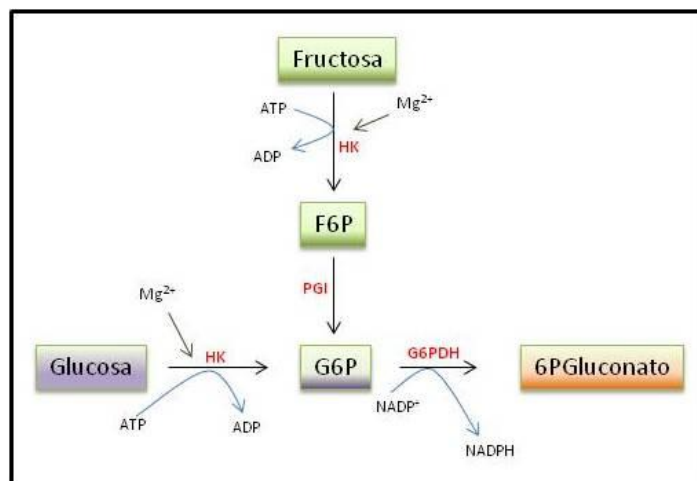 Fructosa
ATP
Mg²⁺
HK
ADP
F6P
PGI
Mg²⁺
HK
G6PDH
Glucosa
G6P
6PGluconato
NADP⁺
ATP
ADP
NADPH